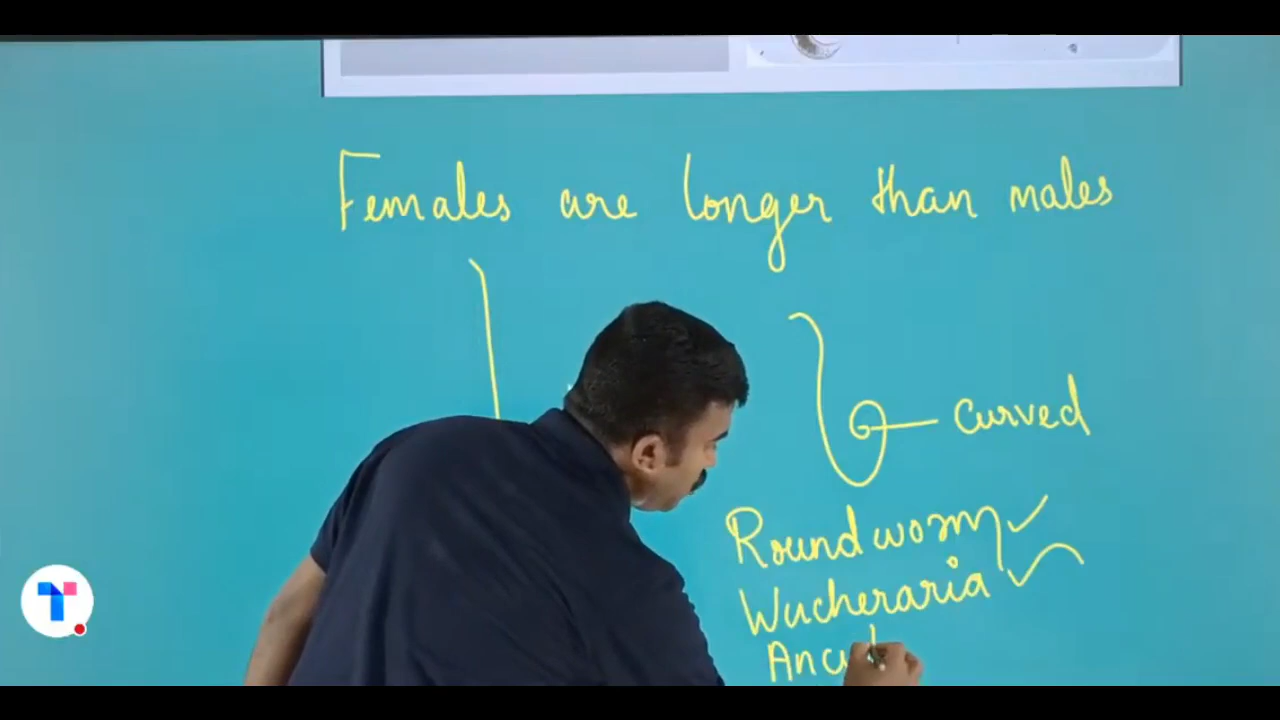 Females are longer than males
curved
Roundworm
Wucheraria